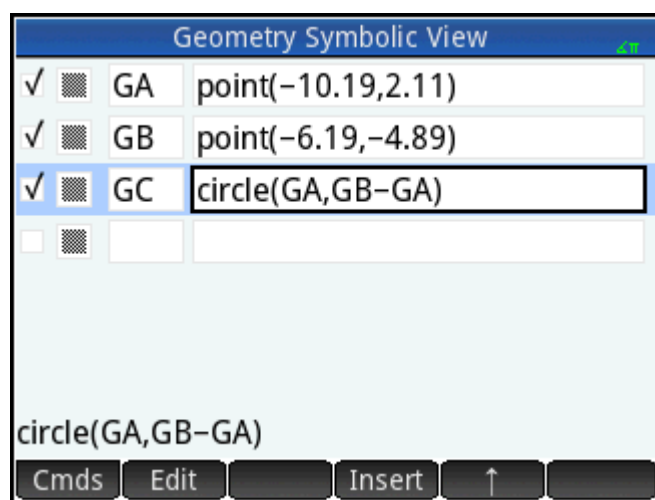 Geometry Symbolic View
∡π
√ GA point(−10.19,2.11)
√ GB point(−6.19,−4.89)
√ GC circle(GA,GB−GA)
circle(GA,GB−GA)
Cmds Edit Insert ↑